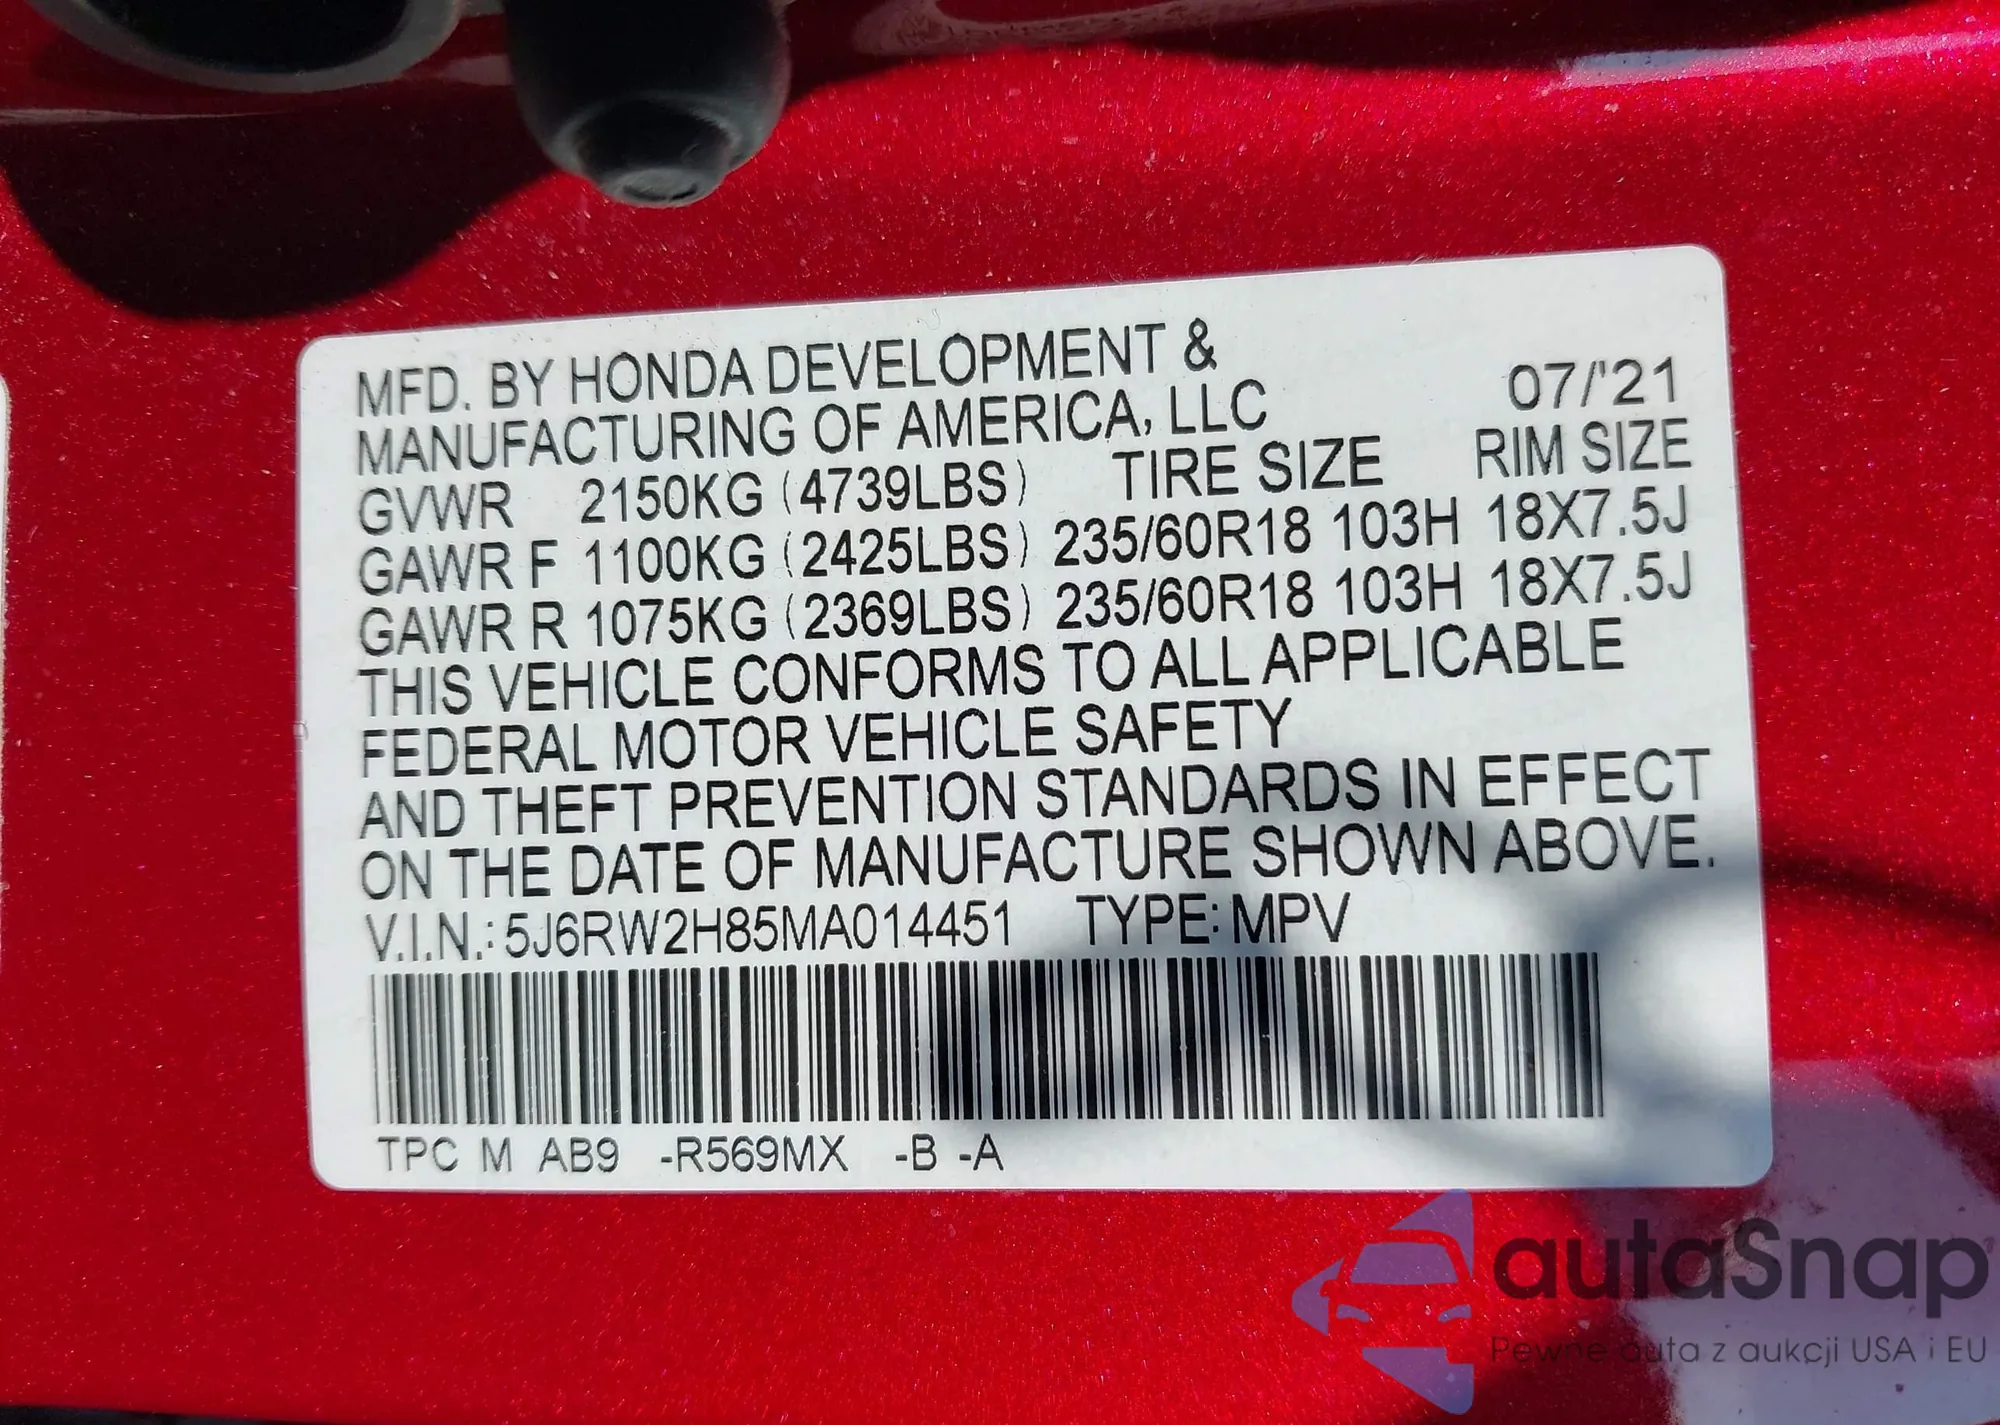 MFD. BY HONDA DEVELOPMENT &
MANUFACTURING OF AMERICA, LLC 07/'21
GVWR 2150KG (4739LBS) TIRE SIZE RIM SIZE
GAWR F 1100KG (2425LBS) 235/60R18 103H 18X7.5J
GAWR R 1075KG (2369LBS) 235/60R18 103H 18X7.5J
THIS VEHICLE CONFORMS TO ALL APPLICABLE
FEDERAL MOTOR VEHICLE SAFETY
AND THEFT PREVENTION STANDARDS IN EFFECT
ON THE DATE OF MANUFACTURE SHOWN ABOVE.
V.I.N.: 5J6RW2H85MA014451 TYPE: MPV
TPC M AB9 -R569MX -B -A
autaSnap
Pewne auta z aukcji USA i EU